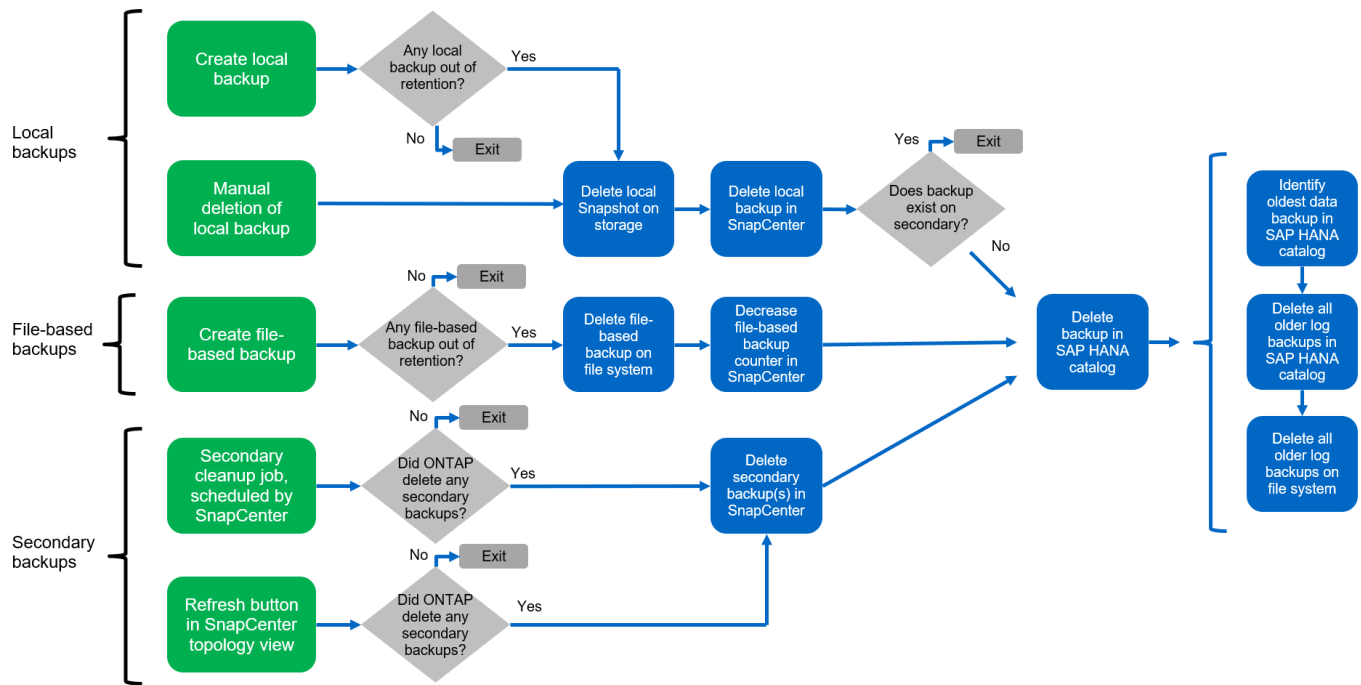 Local
backups
Create local
backup
Any local
backup out of
retention?
Yes
No
Exit
Manual
deletion of
local backup
Delete local
Snapshot on
storage
Delete local
backup in
SnapCenter
Does backup
exist on
secondary?
Yes
Exit
No
File-based
backups
Create file-
based backup
Any file-based
backup out of
retention?
No
Exit
Yes
Delete file-
based
backup on
file system
Decrease
file-based
backup
counter in
SnapCenter
Secondary
backups
Secondary
cleanup job,
scheduled by
SnapCenter
Did ONTAP
delete any
secondary
backups?
No
Exit
Yes
Delete
secondary
backup(s) in
SnapCenter
Refresh button
in SnapCenter
topology view
Did ONTAP
delete any
secondary
backups?
No
Exit
Yes
Delete
backup in
SAP HANA
catalog
Identify
oldest data
backup in
SAP HANA
catalog
Delete all
older log
backups in
SAP HANA
catalog
Delete all
older log
backups on
file system